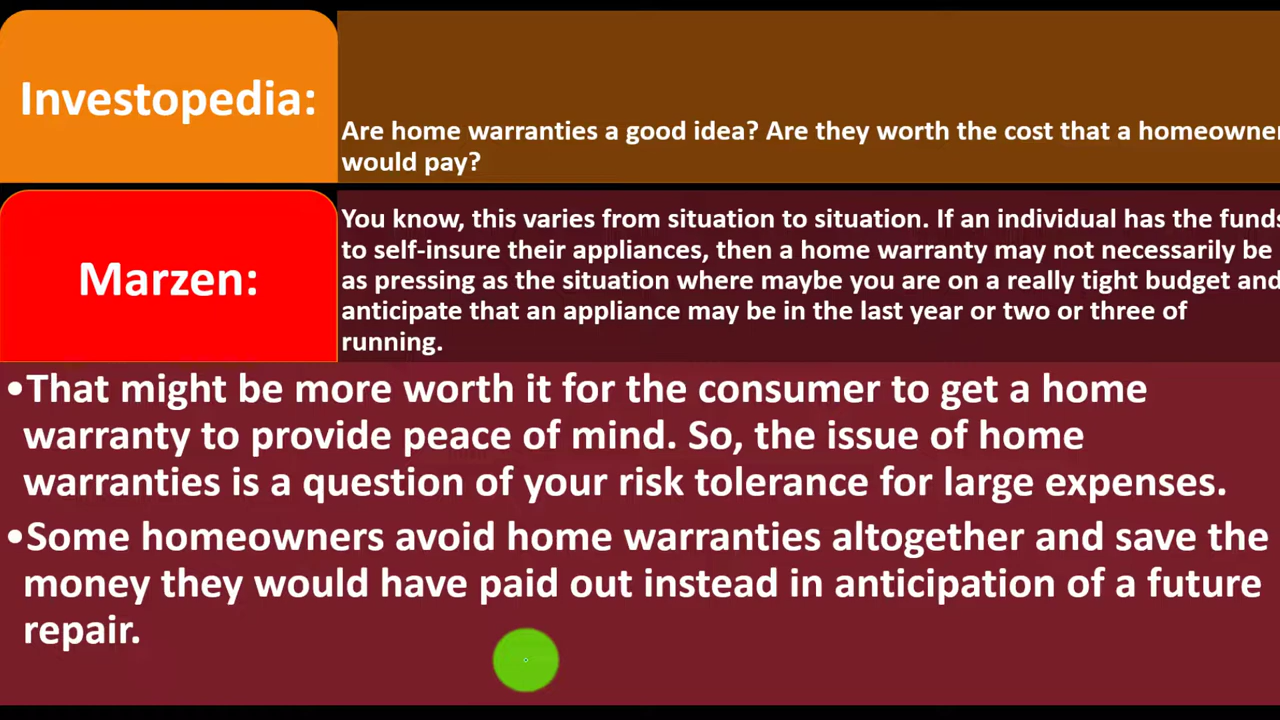 Investopedia:
Are home warranties a good idea? Are they worth the cost that a homeowner
would pay?
Marzen:
You know, this varies from situation to situation. If an individual has the funds
to self-insure their appliances, then a home warranty may not necessarily be
as pressing as the situation where maybe you are on a really tight budget and
anticipate that an appliance may be in the last year or two or three of
running.
•That might be more worth it for the consumer to get a home
warranty to provide peace of mind. So, the issue of home
warranties is a question of your risk tolerance for large expenses.
•Some homeowners avoid home warranties altogether and save the
money they would have paid out instead in anticipation of a future
repair.